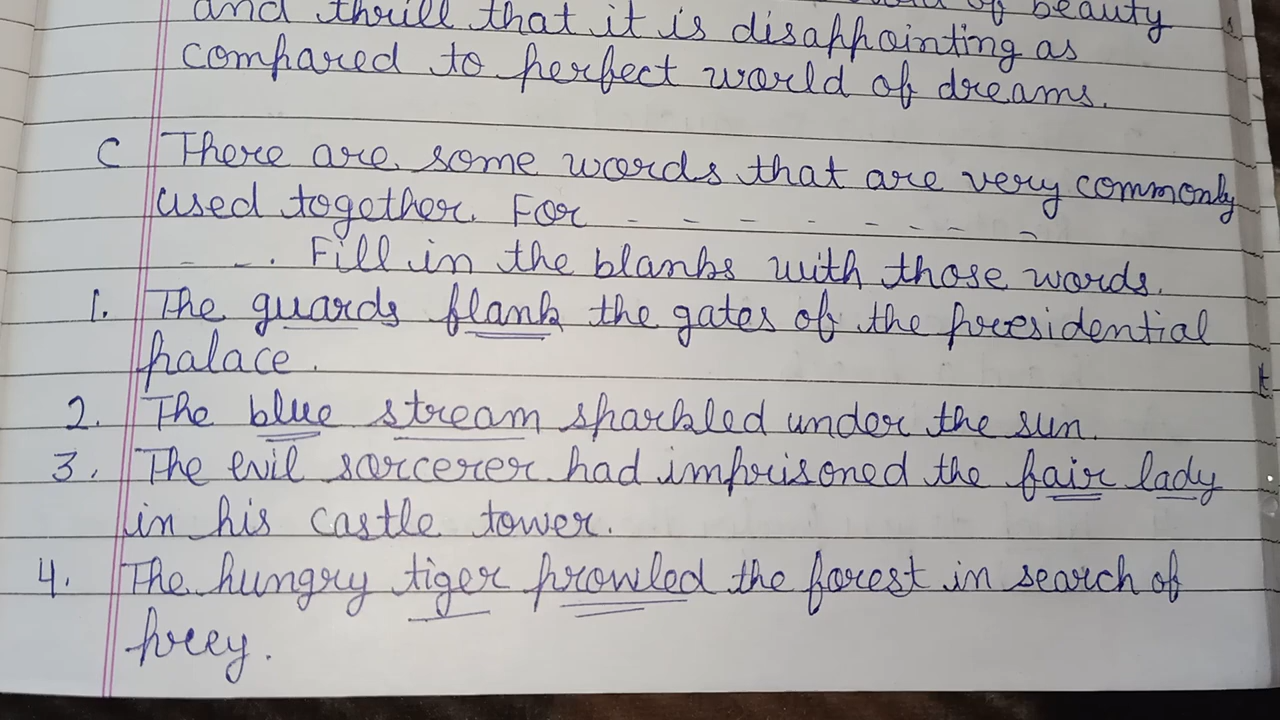 of beauty
and thrill that it is disappointing as
compared to perfect world of dreams.
C There are some words that are very commonly
used together. For - - - - - - - -
- - . Fill in the blanks with those words.
1. The guards flank the gates of the presidential
palace.
2. The blue stream sparkled under the sun.
3. The evil sorcerer had imprisoned the fair lady
in his castle tower.
4. The hungry tiger prowled the forest in search of
prey.